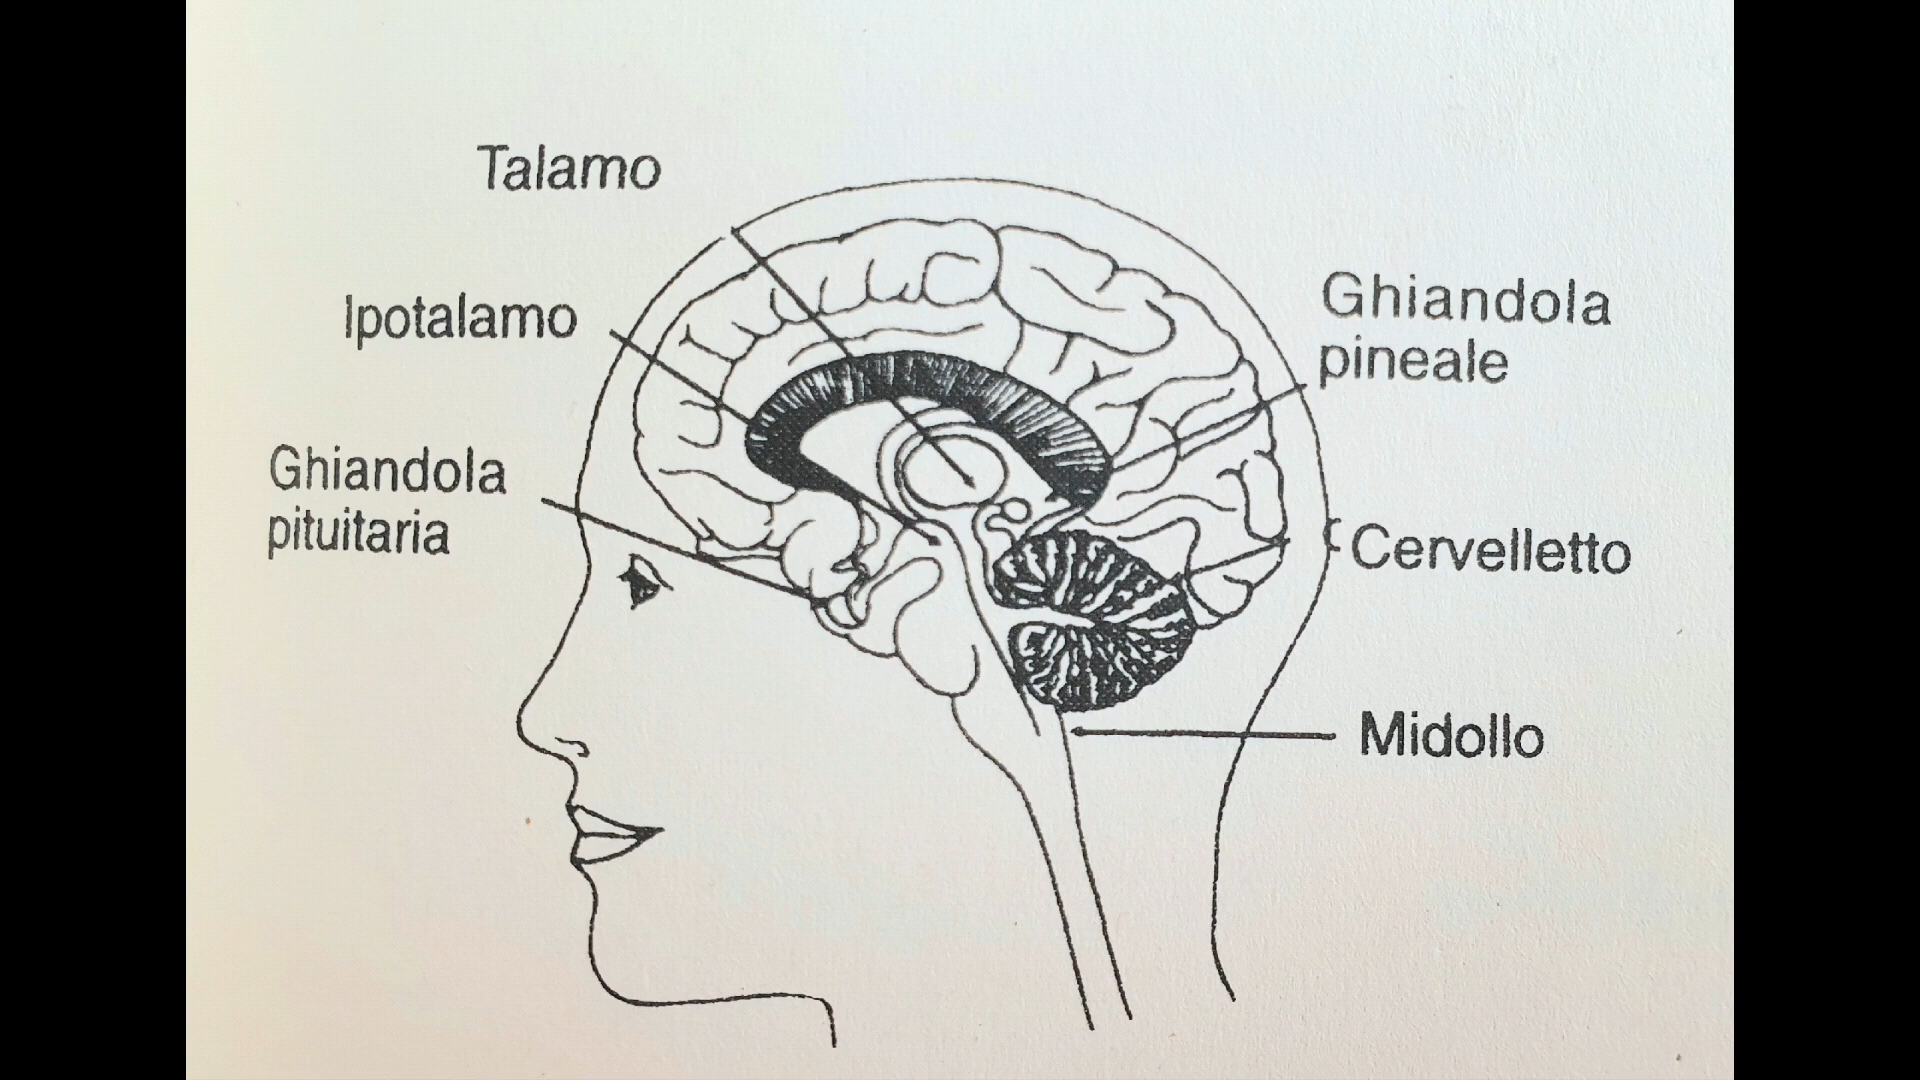 Talamo
Ipotalamo
Ghiandola
pituitaria
Ghiandola
pineale
Cervelletto
Midollo